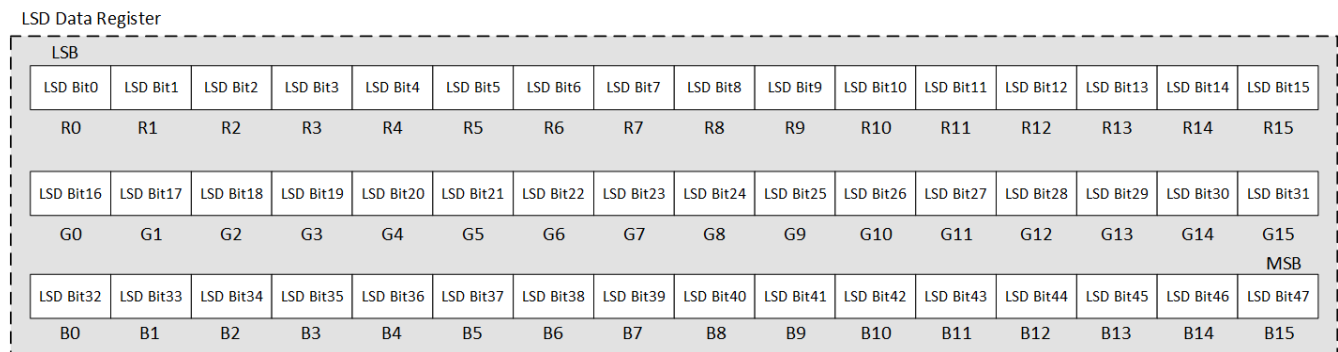 LSD Data Register
LSB
LSD Bit0 LSD Bit1 LSD Bit2 LSD Bit3 LSD Bit4 LSD Bit5 LSD Bit6 LSD Bit7 LSD Bit8 LSD Bit9 LSD Bit10 LSD Bit11 LSD Bit12 LSD Bit13 LSD Bit14 LSD Bit15
R0 R1 R2 R3 R4 R5 R6 R7 R8 R9 R10 R11 R12 R13 R14 R15
LSD Bit16 LSD Bit17 LSD Bit18 LSD Bit19 LSD Bit20 LSD Bit21 LSD Bit22 LSD Bit23 LSD Bit24 LSD Bit25 LSD Bit26 LSD Bit27 LSD Bit28 LSD Bit29 LSD Bit30 LSD Bit31
G0 G1 G2 G3 G4 G5 G6 G7 G8 G9 G10 G11 G12 G13 G14 G15
MSB
LSD Bit32 LSD Bit33 LSD Bit34 LSD Bit35 LSD Bit36 LSD Bit37 LSD Bit38 LSD Bit39 LSD Bit40 LSD Bit41 LSD Bit42 LSD Bit43 LSD Bit44 LSD Bit45 LSD Bit46 LSD Bit47
B0 B1 B2 B3 B4 B5 B6 B7 B8 B9 B10 B11 B12 B13 B14 B15